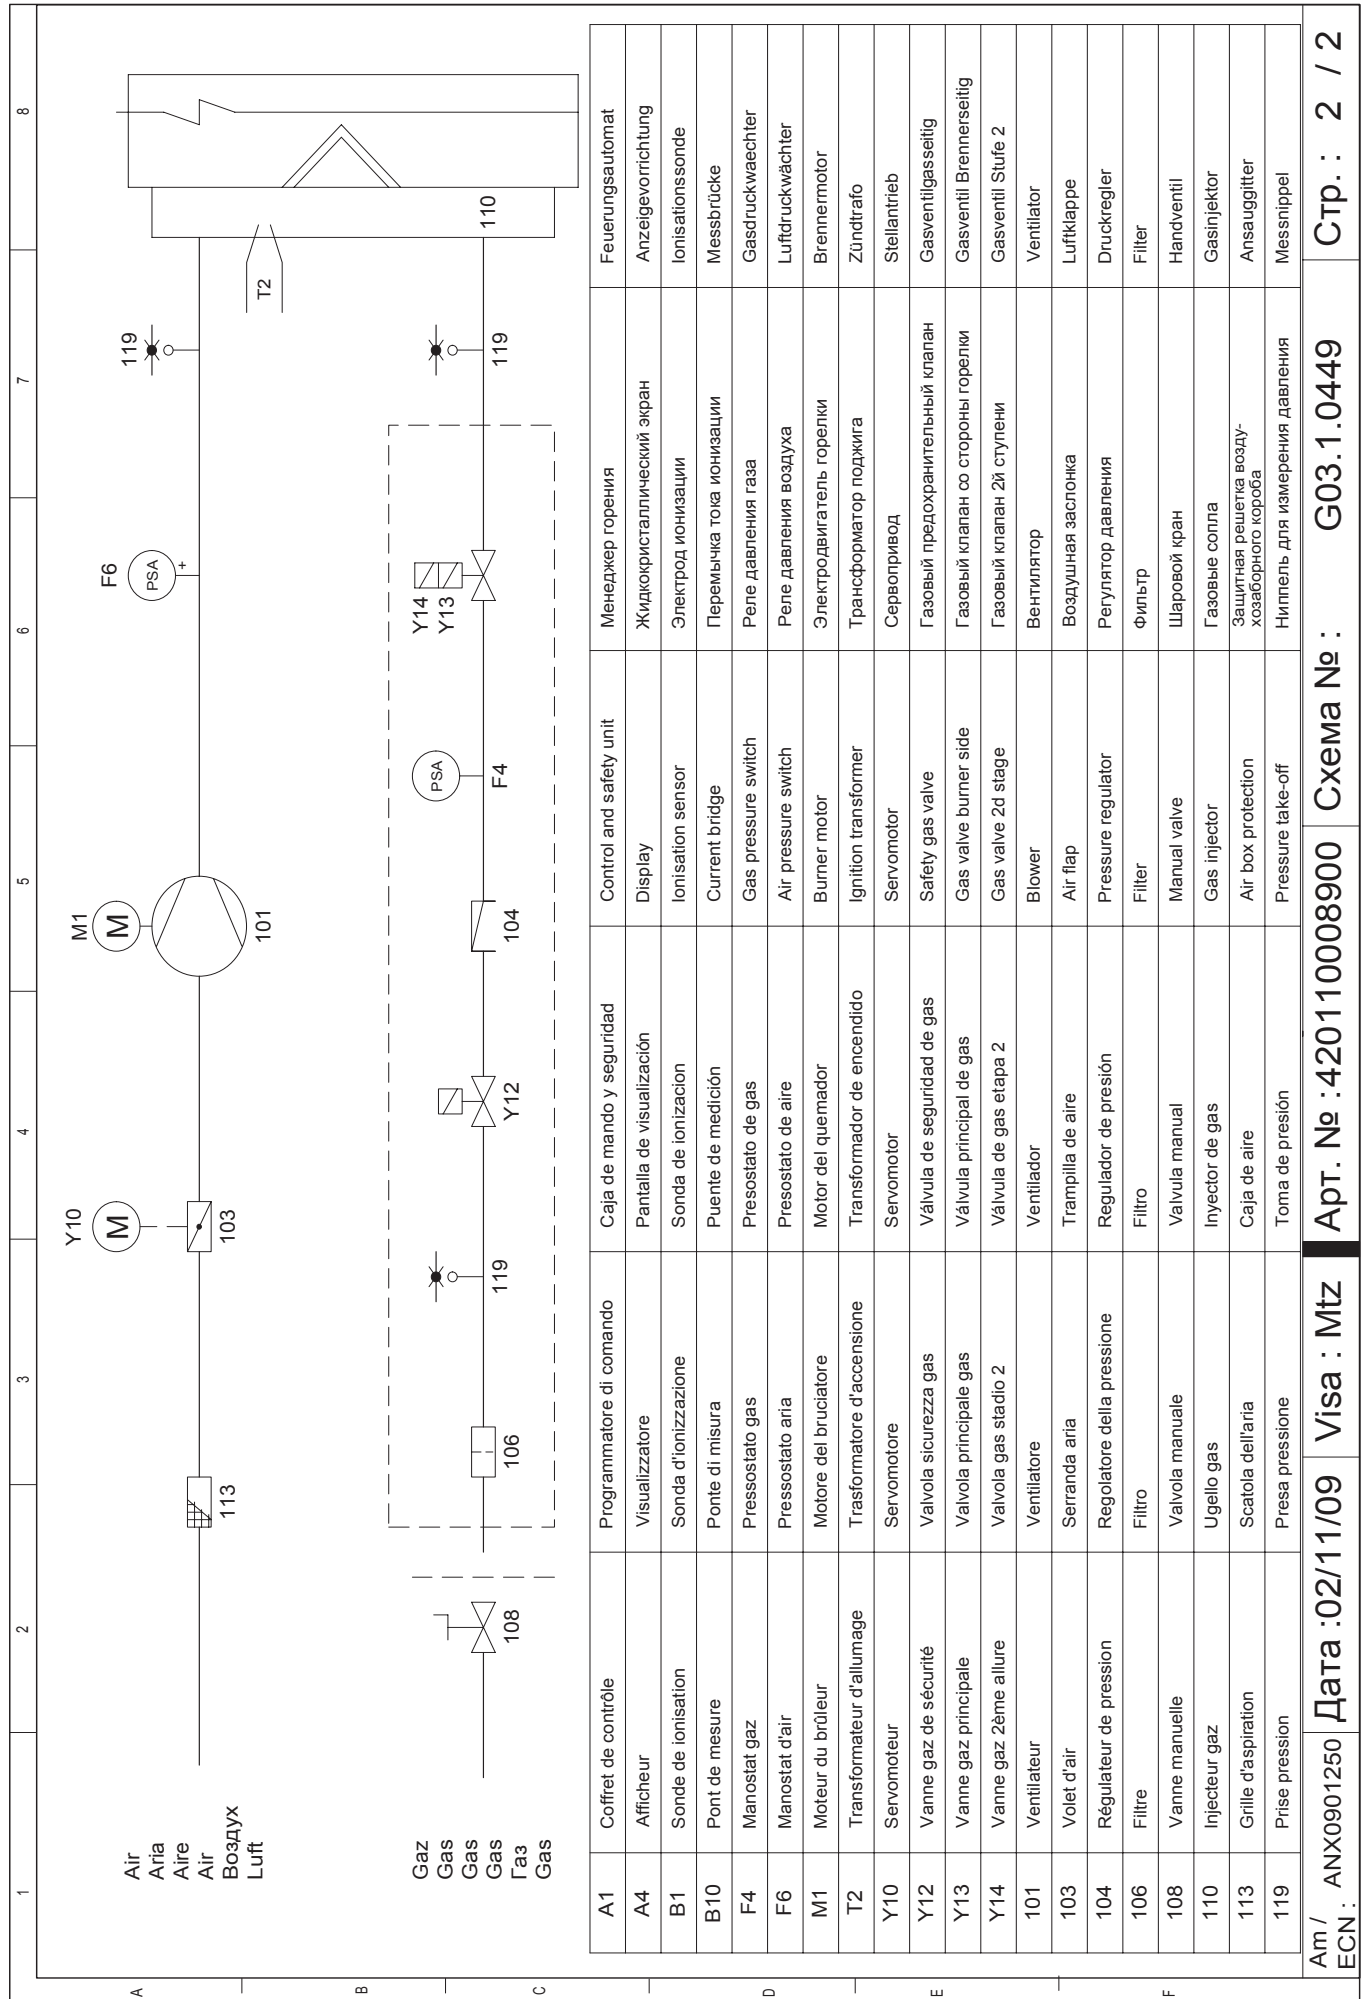 1 2 3 4 5 6 7 8
A
B
C
D
E
F
Air
Aria
Aire
Air
Воздух
Luft
113
Y10
M
103
M1
M
101
F6
PSA
+
119
T2
Gaz
Gas
Gas
Gas
Газ
Gas
108
106
119
Y12
104
PSA
F4
Y14
Y13
119
110
A1 Coffret de contrôle Programmatore di comando Caja de mando y seguridad Control and safety unit Менеджер горения Feuerungsautomat
A4 Afficheur Visualizzatore Pantalla de visualización Display Жидкокристаллический экран Anzeigevorrichtung
B1 Sonde de ionisation Sonda d'ionizzazione Sonda de ionizacion Ionisation sensor Электрод ионизации Ionisationssonde
B10 Pont de mesure Ponte di misura Puente de medición Current bridge Перемычка тока ионизации Messbrücke
F4 Manostat gaz Pressostato gas Presostato de gas Gas pressure switch Реле давления газа Gasdruckwaechter
F6 Manostat d'air Pressostato aria Presostato de aire Air pressure switch Реле давления воздуха Luftdruckwächter
M1 Moteur du brûleur Motore del bruciatore Motor del quemador Burner motor Электродвигатель горелки Brennermotor
T2 Transformateur d'allumage Trasformatore d'accensione Transformador de encendido Ignition transformer Трансформатор поджига Zündtrafo
Y10 Servomoteur Servomotore Servomotor Servomotor Сервопривод Stellantrieb
Y12 Vanne gaz de sécurité Valvola sicurezza gas Válvula de seguridad de gas Safety gas valve Газовый предохранительный клапан Gasventilgasseitig
Y13 Vanne gaz principale Valvola principale gas Válvula principal de gas Gas valve burner side Газовый клапан со стороны горелки Gasventil Brennerseitig
Y14 Vanne gaz 2ème allure Valvola gas stadio 2 Válvula de gas etapa 2 Gas valve 2d stage Газовый клапан 2й ступени Gasventil Stufe 2
101 Ventilateur Ventilatore Ventilador Blower Вентилятор Ventilator
103 Volet d'air Serranda aria Trampilla de aire Air flap Воздушная заслонка Luftklappe
104 Régulateur de pression Regolatore della pressione Regulador de presión Pressure regulator Регулятор давления Druckregler
106 Filtre Filtro Filtro Filter Фильтр Filter
108 Vanne manuelle Valvola manuale Valvula manual Manual valve Шаровой кран Handventil
110 Injecteur gaz Ugello gas Inyector de gas Gas injector Газовые сопла Gasinjektor
113 Grille d'aspiration Scatola dell'aria Caja de aire Air box protection Защитная решетка возду-
хозаборного короба Ansauggitter
119 Prise pression Presa pressione Toma de presión Pressure take-off Ниппель для измерения давления Messnippel
Am /
ECN : ANX0901250 Дата :02/11/09 Visa : Mtz Арт. № :420110008900 Схема № : G03.1.0449 Стр. : 2 / 2